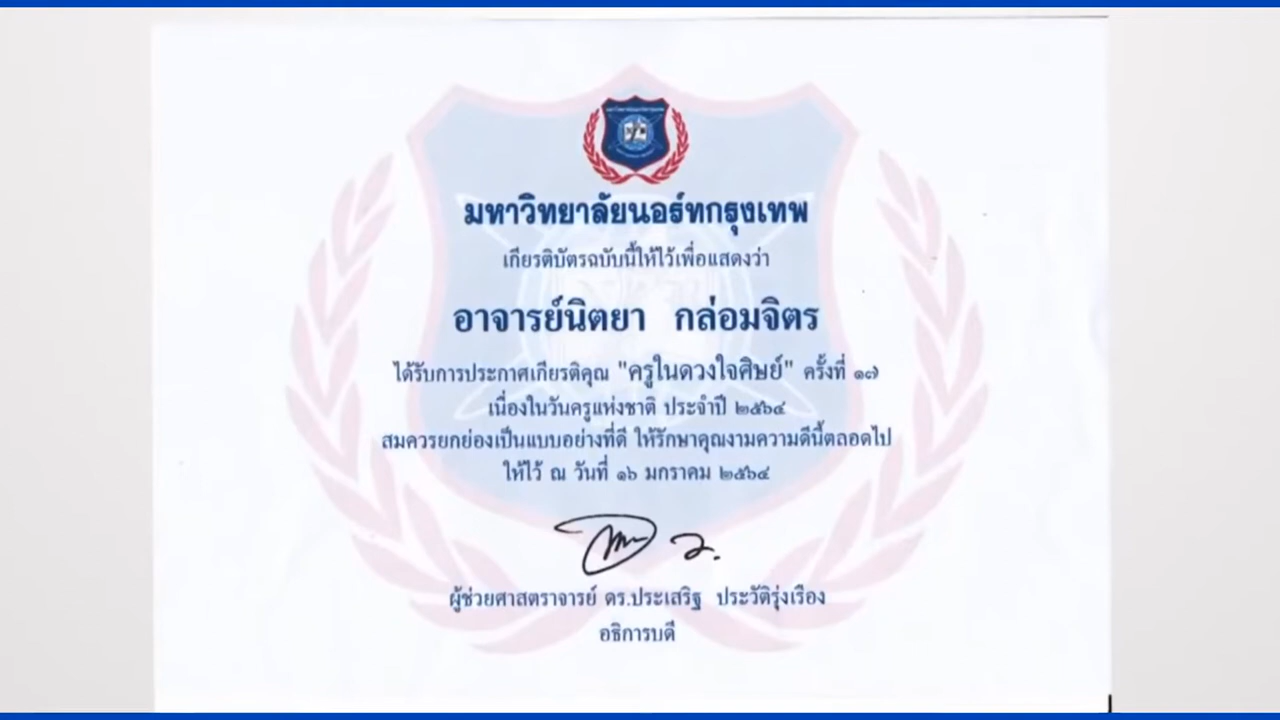 มหาวิทยาลัยนอร์ทกรุงเทพ
เกียรติบัตรฉบับนี้ให้ไว้เพื่อแสดงว่า
อาจารย์นิตยา กล่อมจิตร
ได้รับการประกาศเกียรติคุณ "ครูในดวงใจศิษย์" ครั้งที่ ๑๗
เนื่องในวันครูแห่งชาติ ประจำปี ๒๕๖๔
สมควรยกย่องเป็นแบบอย่างที่ดี ให้รักษาคุณงามความดีนี้ตลอดไป
ให้ไว้ ณ วันที่ ๑๖ มกราคม ๒๕๖๔
ผู้ช่วยศาสตราจารย์ ดร.ประเสริฐ ประวัติรุ่งเรือง
อธิการบดี